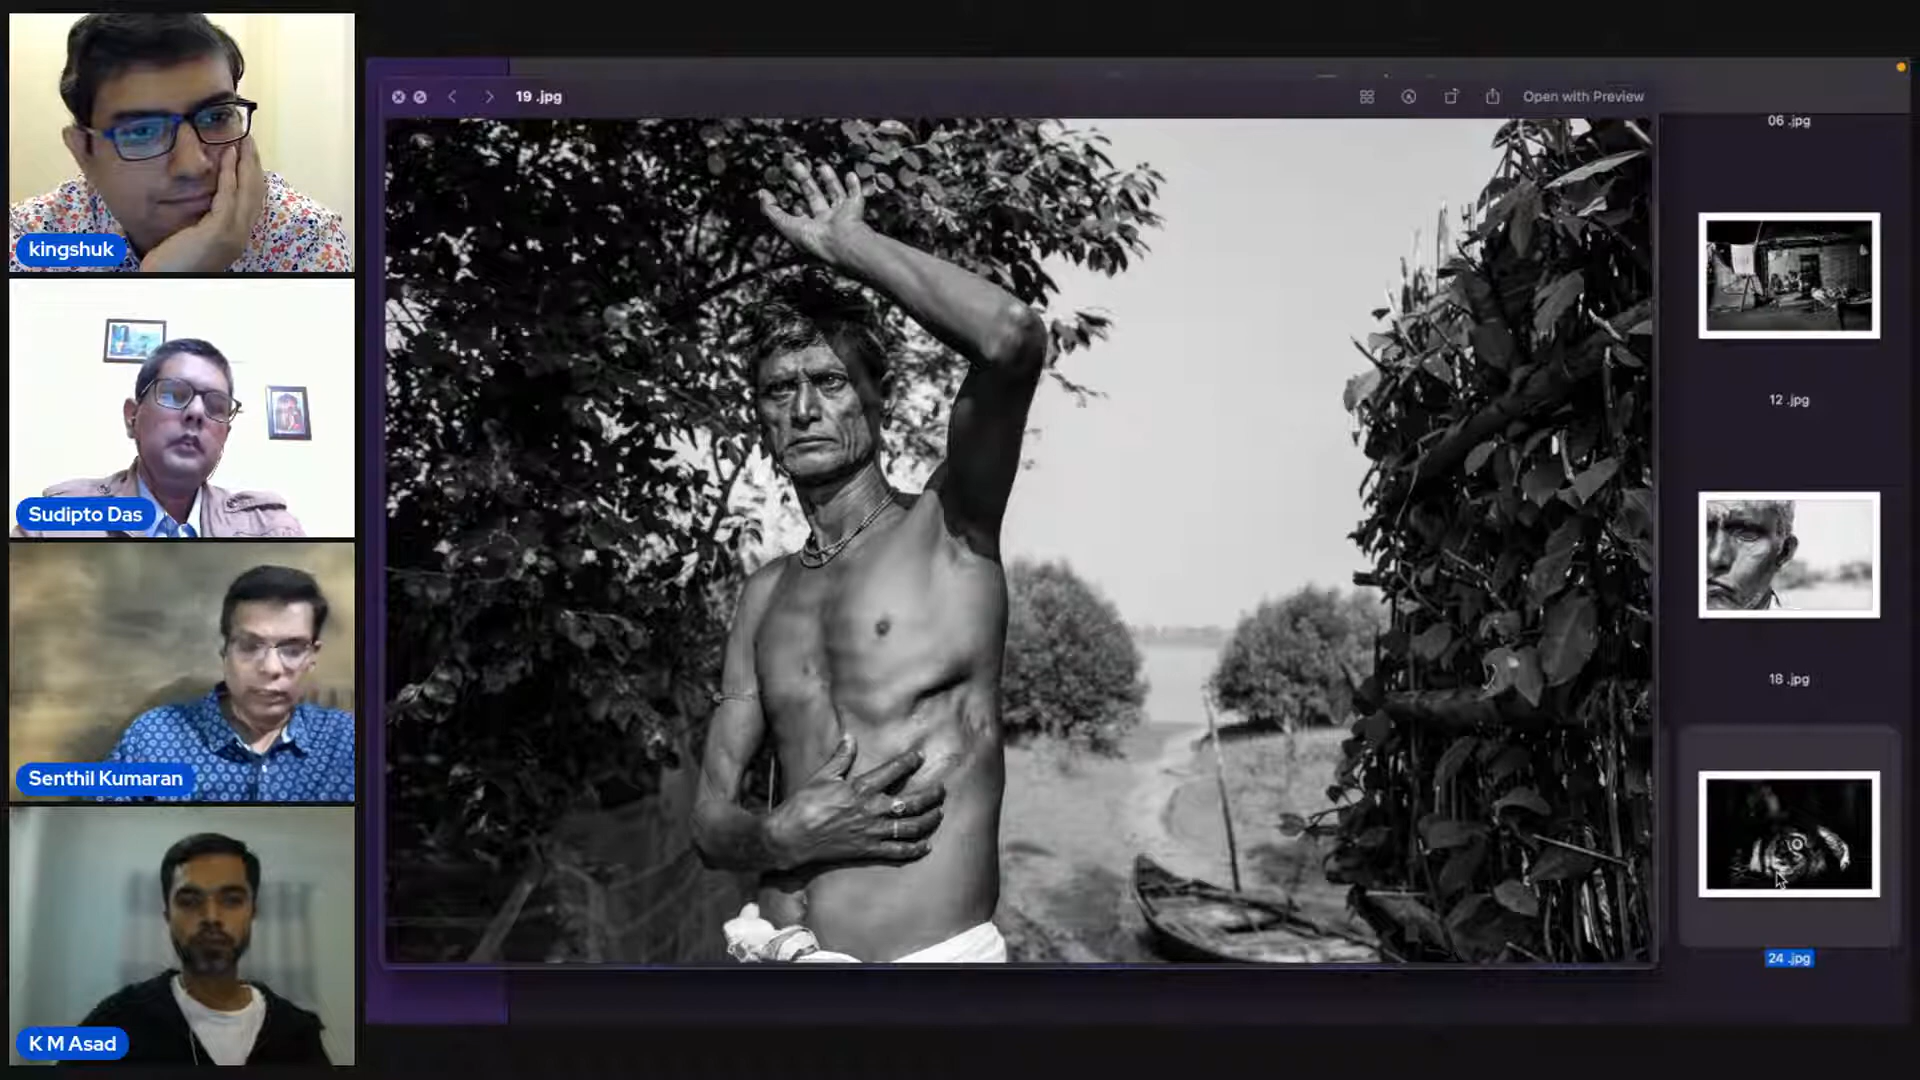 kingshuk
Sudipto Das
Senthil Kumaran
K M Asad
19 .jpg
Open with Preview
06 .jpg
12 .jpg
18 .jpg
24 .jpg